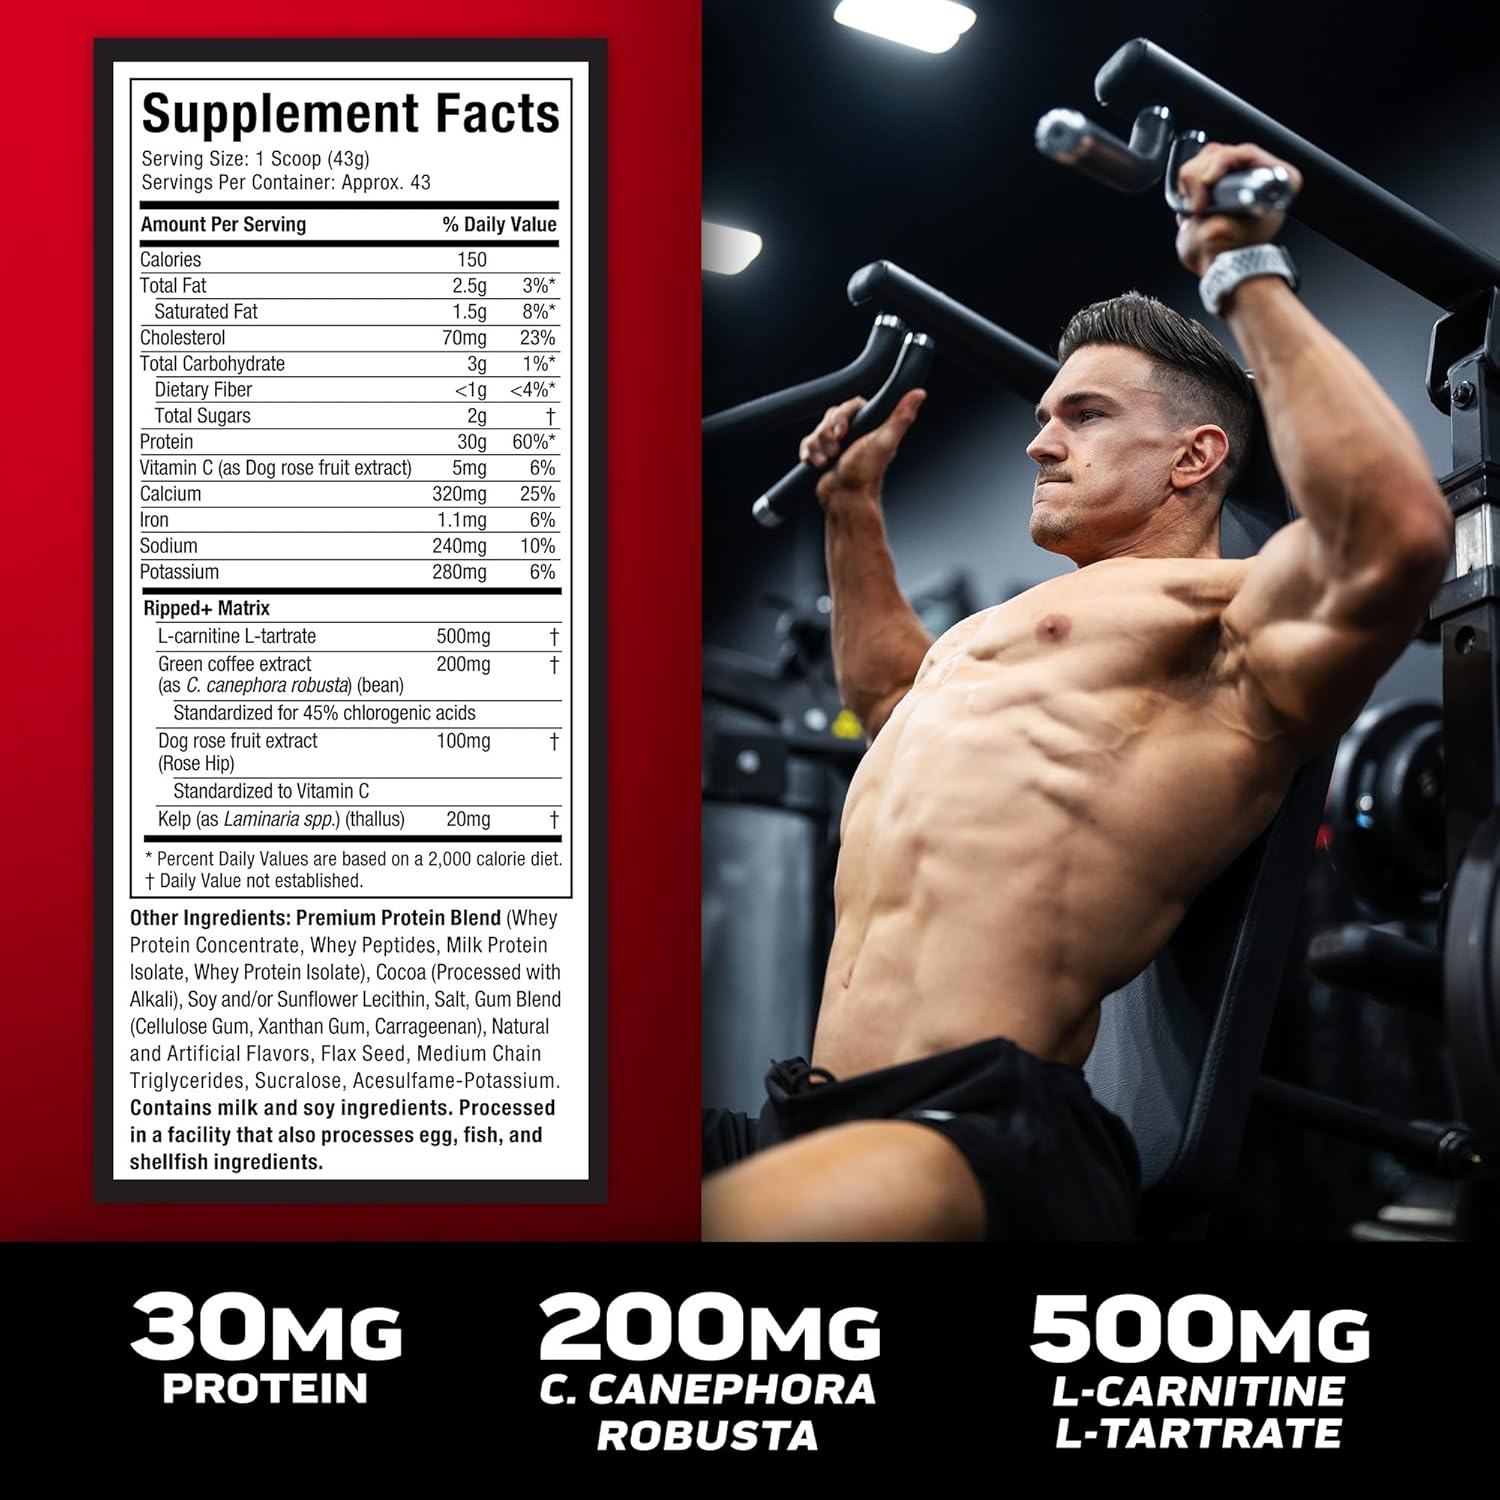 Supplement Facts
Serving Size: 1 Scoop (43g)
Servings Per Container: Approx. 43
Amount Per Serving % Daily Value
Calories 150
Total Fat 2.5g 3%*
Saturated Fat 1.5g 8%*
Cholesterol 70mg 23%
Total Carbohydrate 3g 1%*
Dietary Fiber <1g <4%*
Total Sugars 2g †
Protein 30g 60%*
Vitamin C (as Dog rose fruit extract) 5mg 6%
Calcium 320mg 25%
Iron 1.1mg 6%
Sodium 240mg 10%
Potassium 280mg 6%
Ripped+ Matrix
L-carnitine L-tartrate 500mg †
Green coffee extract 200mg †
(as C. canephora robusta) (bean)
Standardized for 45% chlorogenic acids
Dog rose fruit extract 100mg †
(Rose Hip)
Standardized to Vitamin C
Kelp (as Laminaria spp.) (thallus) 20mg †
* Percent Daily Values are based on a 2,000 calorie diet.
† Daily Value not established.
Other Ingredients: Premium Protein Blend (Whey
Protein Concentrate, Whey Peptides, Milk Protein
Isolate, Whey Protein Isolate), Cocoa (Processed with
Alkali), Soy and/or Sunflower Lecithin, Salt, Gum Blend
(Cellulose Gum, Xanthan Gum, Carrageenan), Natural
and Artificial Flavors, Flax Seed, Medium Chain
Triglycerides, Sucralose, Acesulfame-Potassium.
Contains milk and soy ingredients. Processed
in a facility that also processes egg, fish, and
shellfish ingredients.
30MG
PROTEIN
200MG
C. CANEPHORA
ROBUSTA
500MG
L-CARNITINE
L-TARTRATE